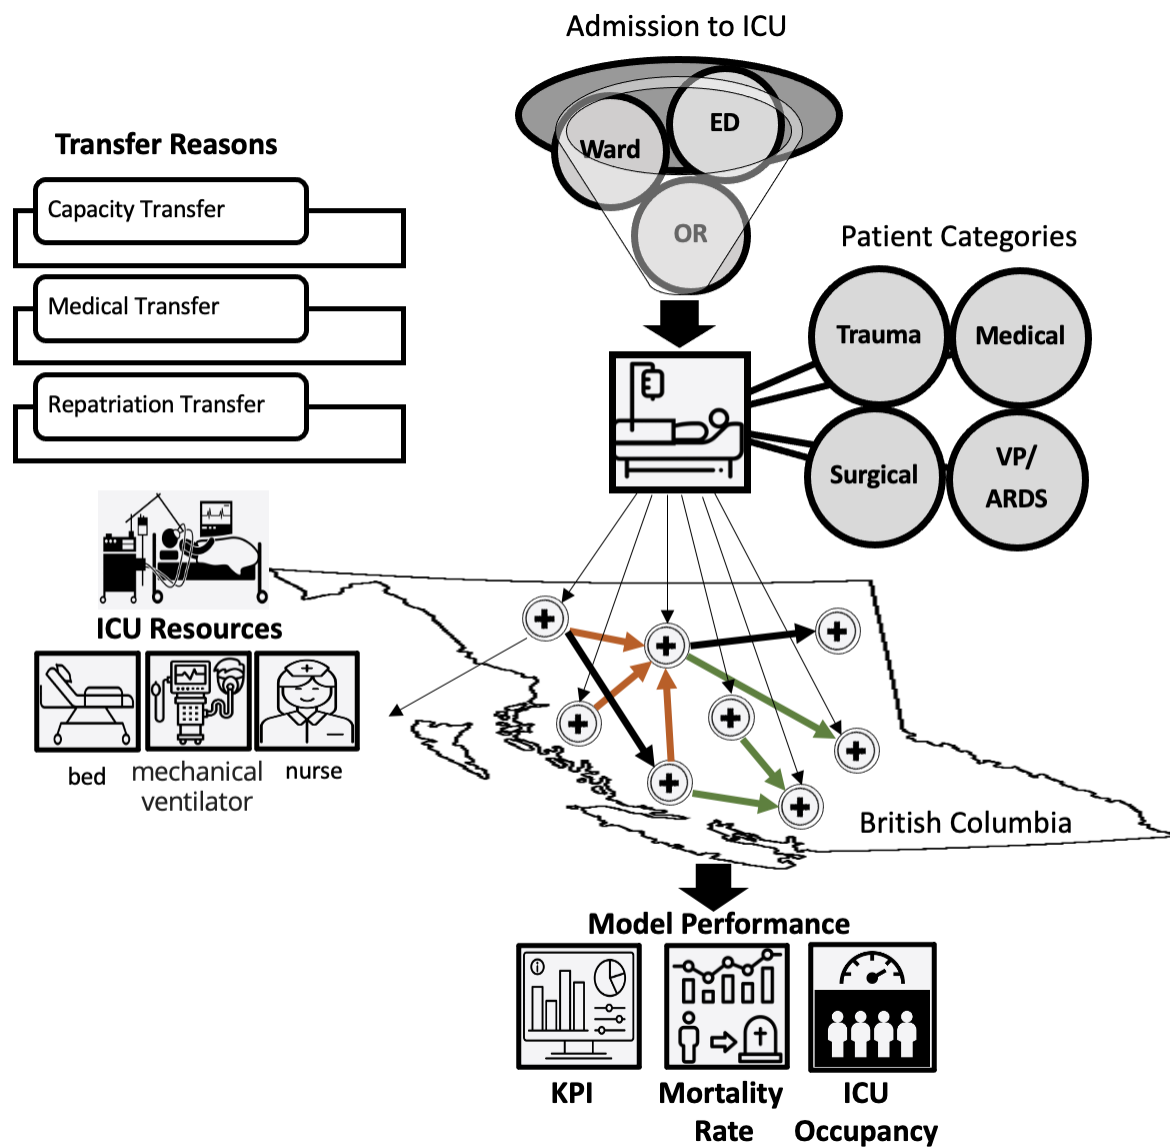 Admission to ICU
Ward
ED
OR
Transfer Reasons
Capacity Transfer
Medical Transfer
Repatriation Transfer
Patient Categories
Trauma
Medical
Surgical
VP/
ARDS
ICU Resources
bed
mechanical
ventilator
nurse
British Columbia
Model Performance
KPI
Mortality
Rate
ICU
Occupancy